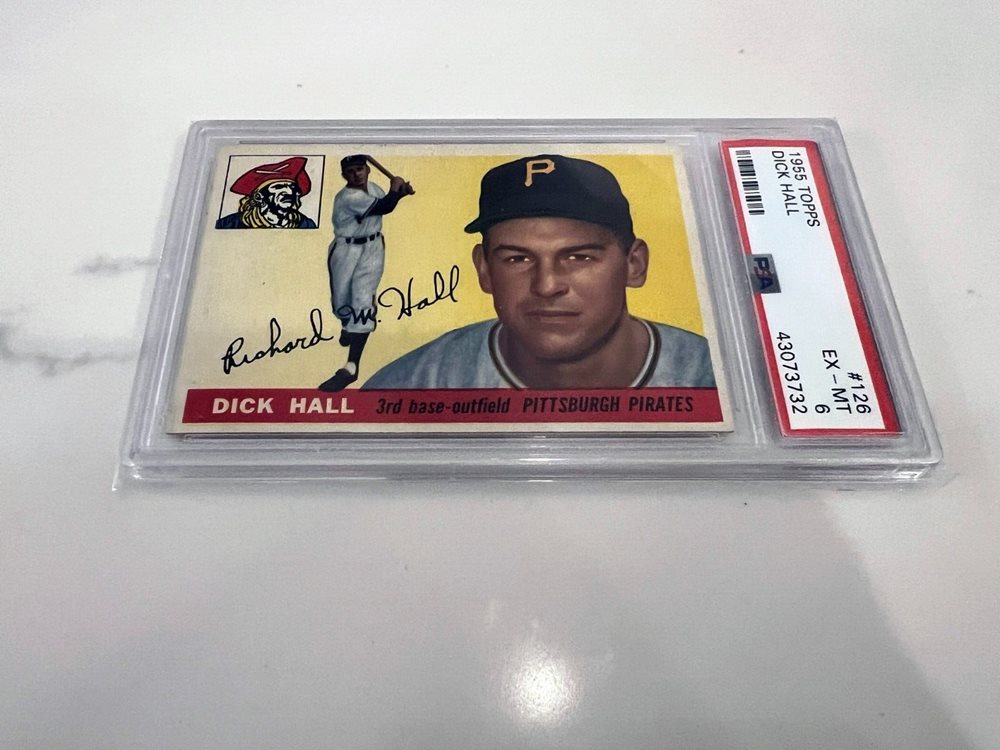 P
Richard W. Hall
DICK HALL 3rd base-outfield PITTSBURGH PIRATES
1955 TOPPS #126
DICK HALL EX - MT
6
PSA 43073732